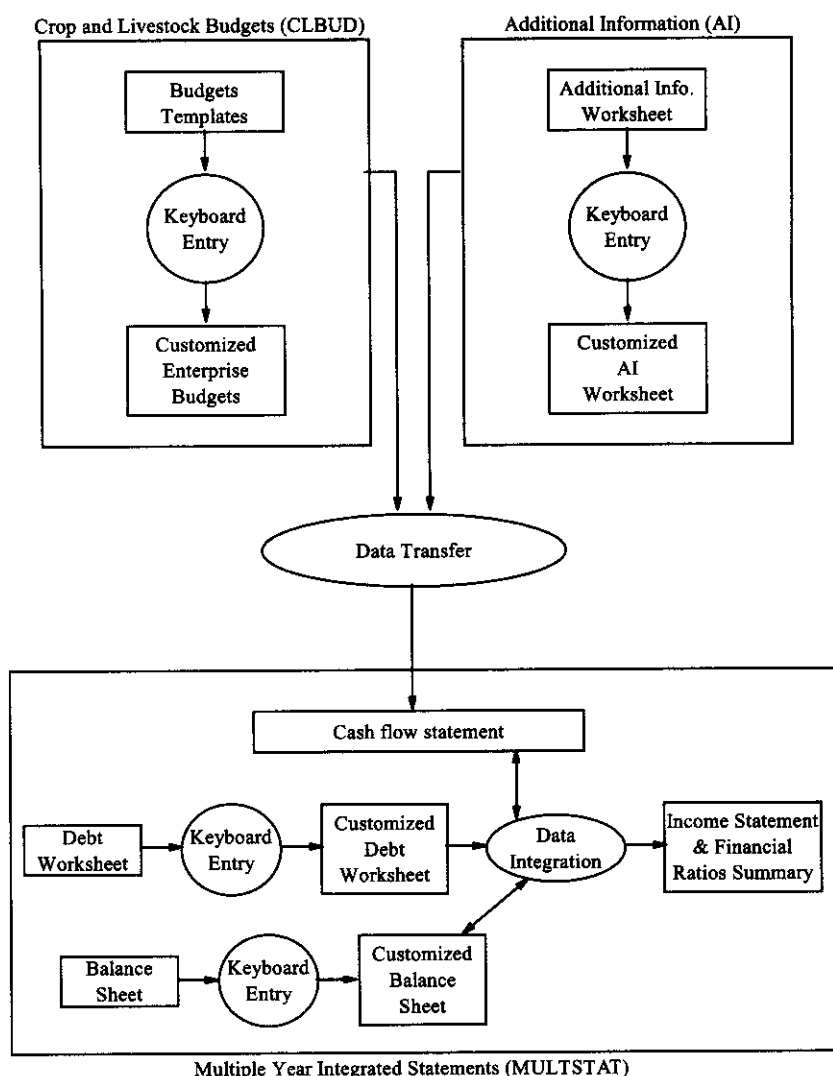 Crop and Livestock Budgets (CLBUD)
Budgets
Templates
Keyboard
Entry
Customized
Enterprise
Budgets
Additional Information (AI)
Additional Info.
Worksheet
Keyboard
Entry
Customized
AI
Worksheet
Data Transfer
Cash flow statement
Debt
Worksheet
Keyboard
Entry
Customized
Debt
Worksheet
Data
Integration
Income Statement
& Financial
Ratios Summary
Balance
Sheet
Keyboard
Entry
Customized
Balance
Sheet
Multiple Year Integrated Statements (MULTSTAT)